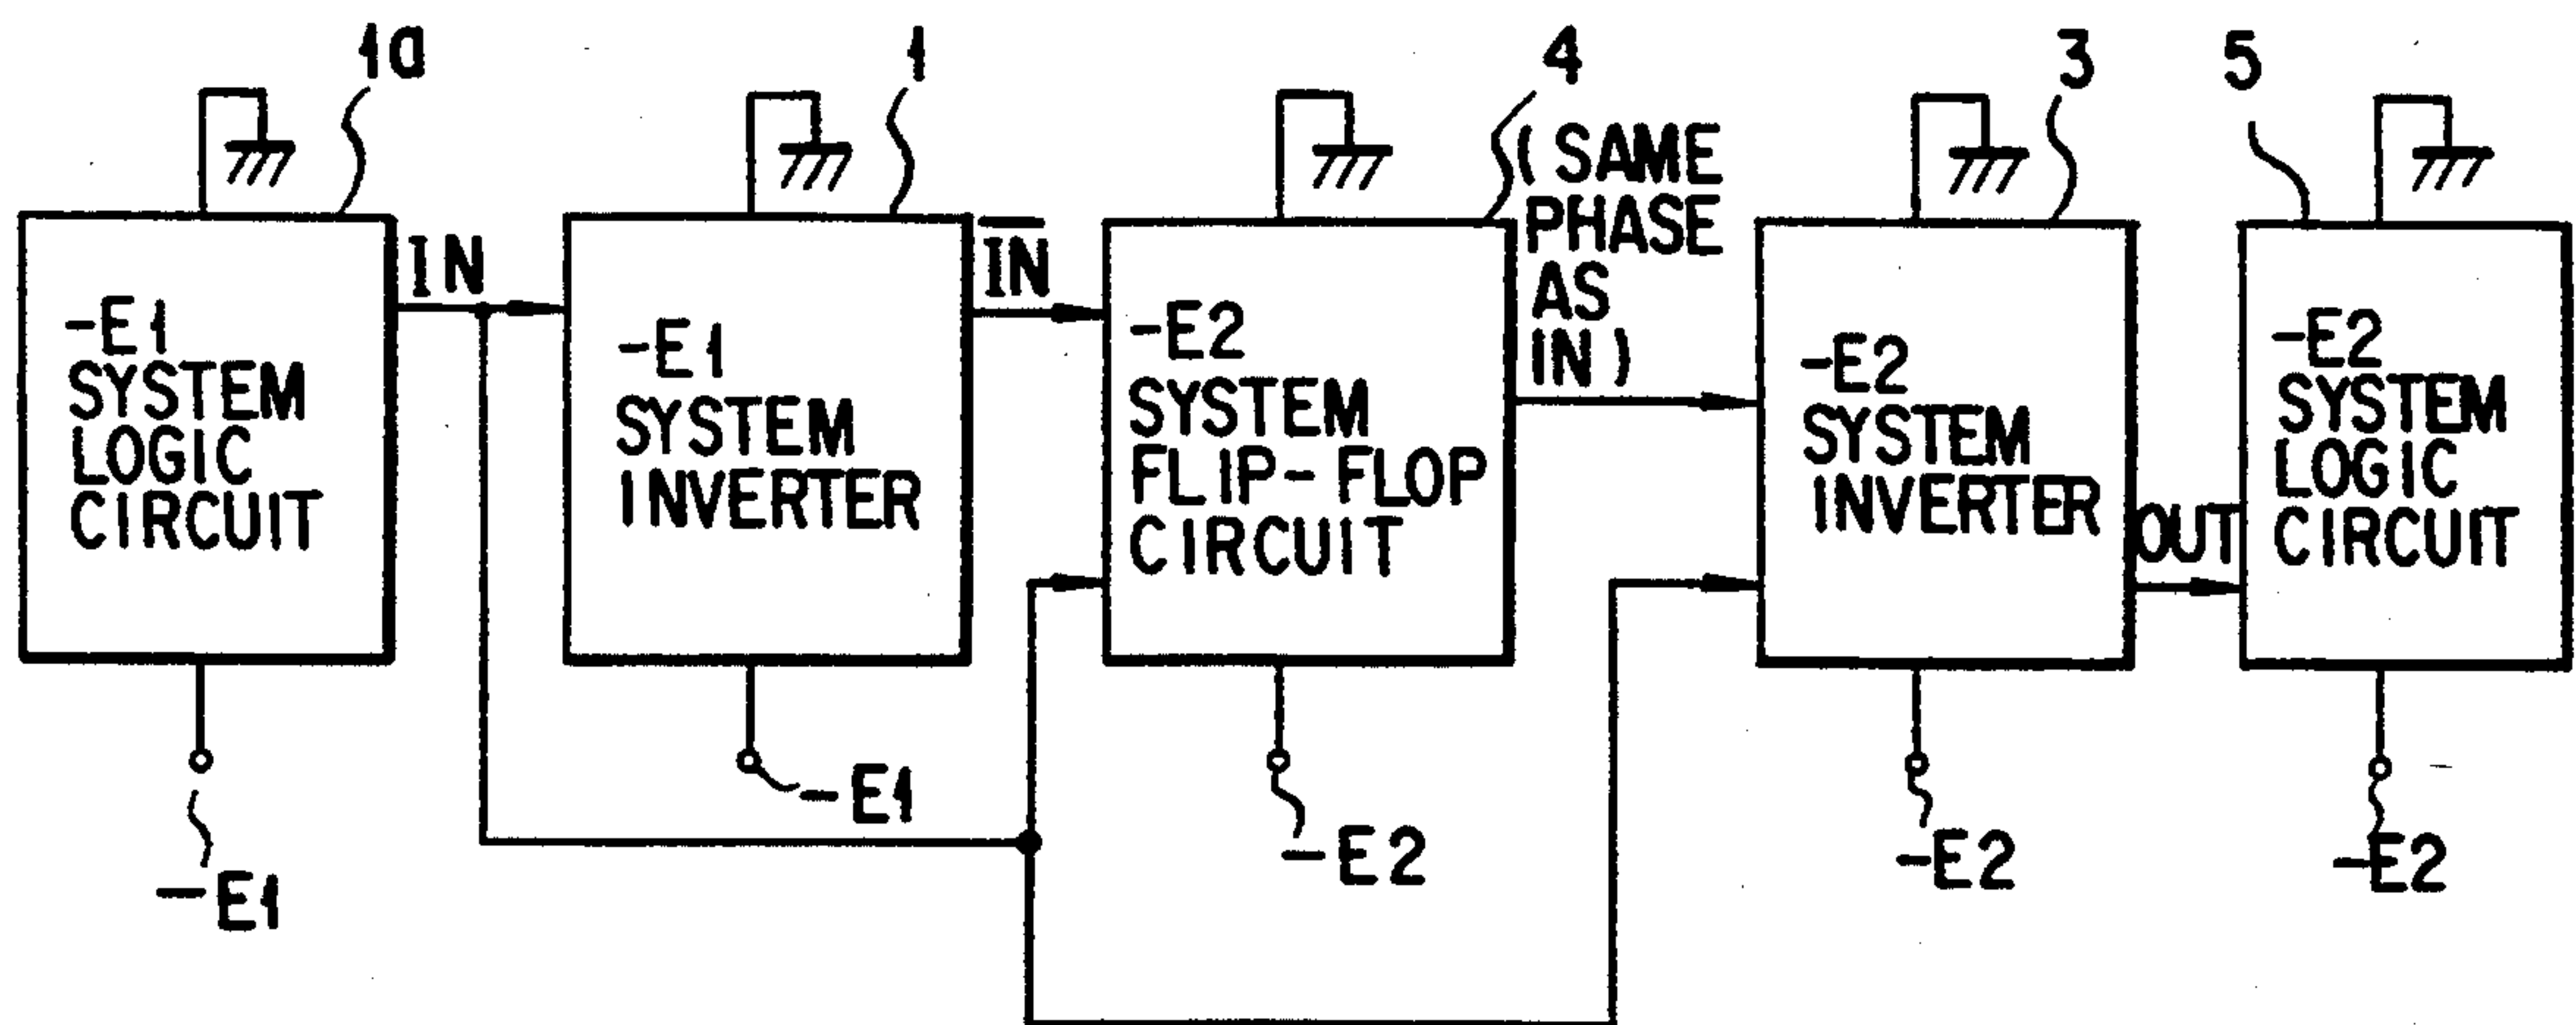 1a
1
4
3
5
(SAME
PHASE
AS
IN)
IN
I̅N̅
-E1
SYSTEM
LOGIC
CIRCUIT
-E1
SYSTEM
INVERTER
-E2
SYSTEM
FLIP-FLOP
CIRCUIT
-E2
SYSTEM
INVERTER
OUT
-E2
SYSTEM
LOGIC
CIRCUIT
-E1
-E1
-E2
-E2
-E2